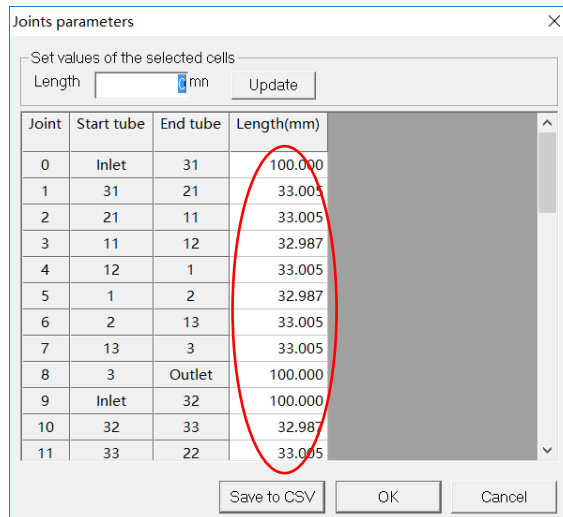 Joints parameters
Set values of the selected cells
Length 0 mn Update
Joint Start tube End tube Length(mm)
0 Inlet 31 100.000
1 31 21 33.005
2 21 11 33.005
3 11 12 32.987
4 12 1 33.005
5 1 2 32.987
6 2 13 33.005
7 13 3 33.005
8 3 Outlet 100.000
9 Inlet 32 100.000
10 32 33 32.987
11 33 22 33.005
Save to CSV OK Cancel